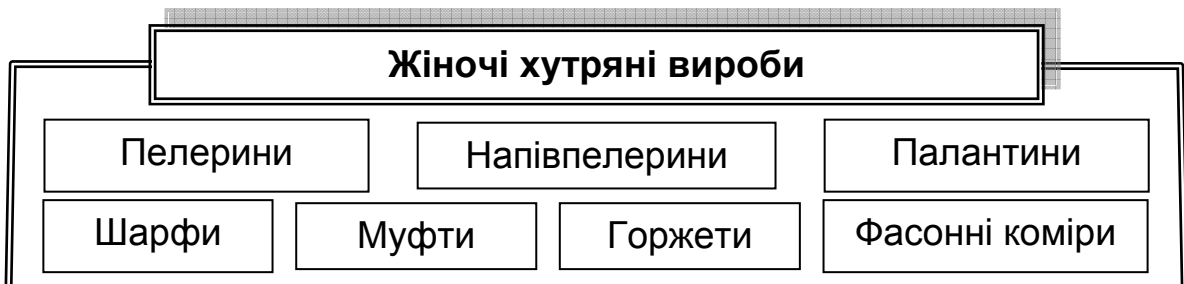 Жіночі хутряні вироби
Пелерини Напівпелерини Палантини
Шарфи Муфти Горжети Фасонні коміри